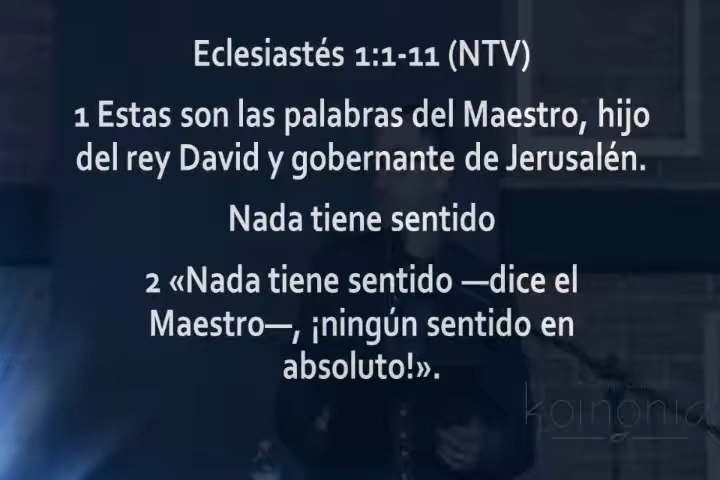 Eclesiastés 1:1-11 (NTV)
1 Estas son las palabras del Maestro, hijo
del rey David y gobernante de Jerusalén.
Nada tiene sentido
2 «Nada tiene sentido —dice el
Maestro—, ¡ningún sentido en
absoluto!».
koinonia